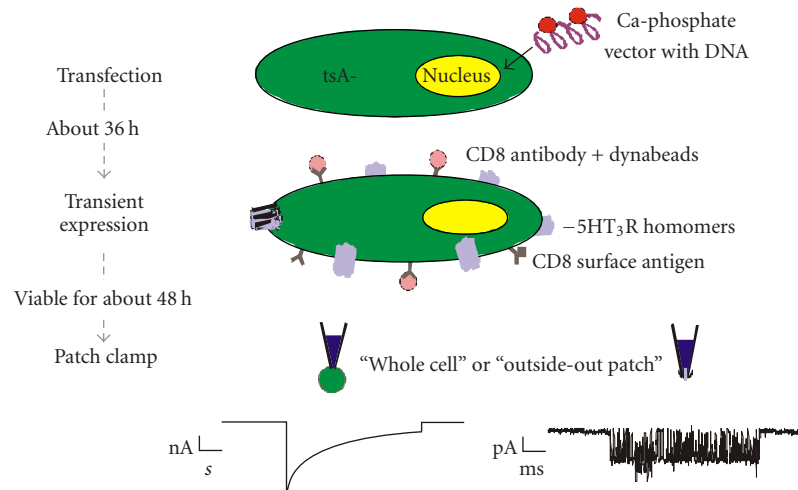 Ca-phosphate
vector with DNA
Transfection
tsA-
Nucleus
About 36 h
CD8 antibody + dynabeads
Transient
expression
−5HT₃R homomers
CD8 surface antigen
Viable for about 48 h
Patch clamp
“Whole cell” or “outside-out patch”
nA
s
pA
ms